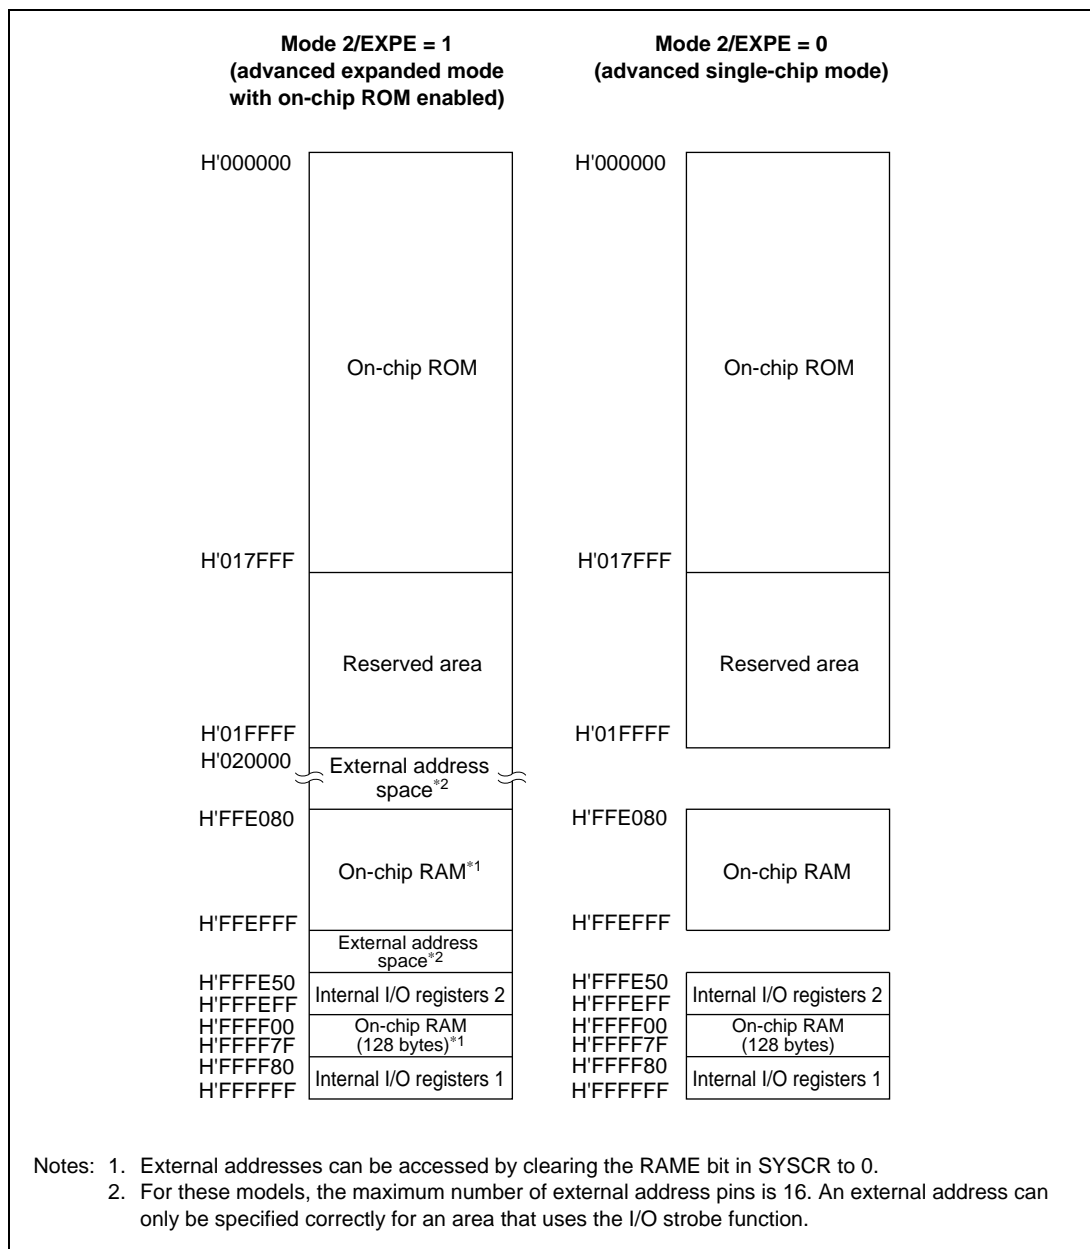 Mode 2/EXPE = 1
(advanced expanded mode
with on-chip ROM enabled)
H'000000
On-chip ROM
H'017FFF
Reserved area
H'01FFFF
H'020000
External address
space*2
H'FFE080
On-chip RAM*1
H'FFEFFF
External address
space*2
H'FFFE50
Internal I/O registers 2
H'FFFEFF
H'FFFF00
On-chip RAM
(128 bytes)*1
H'FFFF7F
H'FFFF80
Internal I/O registers 1
H'FFFFFF
Mode 2/EXPE = 0
(advanced single-chip mode)
H'000000
On-chip ROM
H'017FFF
Reserved area
H'01FFFF
H'FFE080
On-chip RAM
H'FFEFFF
H'FFFE50
Internal I/O registers 2
H'FFFEFF
H'FFFF00
On-chip RAM
(128 bytes)
H'FFFF7F
H'FFFF80
Internal I/O registers 1
H'FFFFFF
Notes: 1. External addresses can be accessed by clearing the RAME bit in SYSCR to 0.
2. For these models, the maximum number of external address pins is 16. An external address can
only be specified correctly for an area that uses the I/O strobe function.